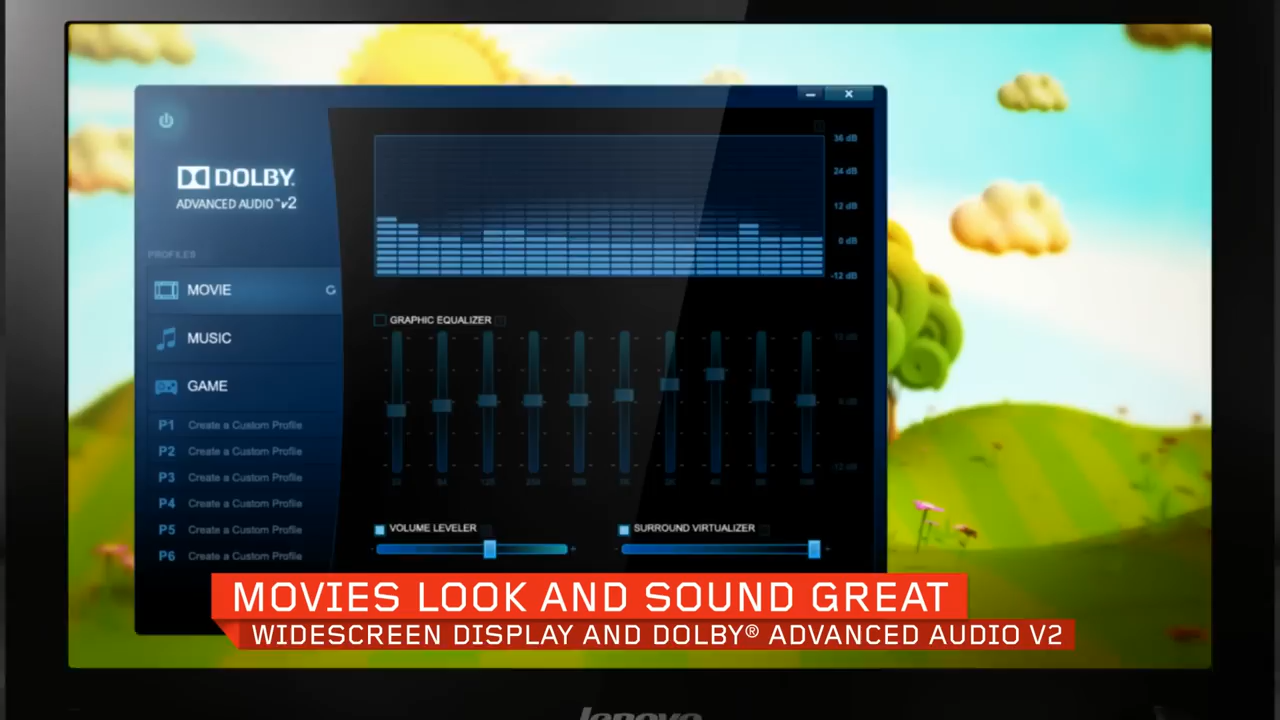 DOLBY.
ADVANCED AUDIO™ v2
PROFILES
MOVIE
MUSIC
GAME
P1 Create a Custom Profile
P2 Create a Custom Profile
P3 Create a Custom Profile
P4 Create a Custom Profile
P5 Create a Custom Profile
P6 Create a Custom Profile
36 dB
24 dB
12 dB
0 dB
-12 dB
GRAPHIC EQUALIZER
VOLUME LEVELER
SURROUND VIRTUALIZER
MOVIES LOOK AND SOUND GREAT
WIDESCREEN DISPLAY AND DOLBY® ADVANCED AUDIO V2
lenovo